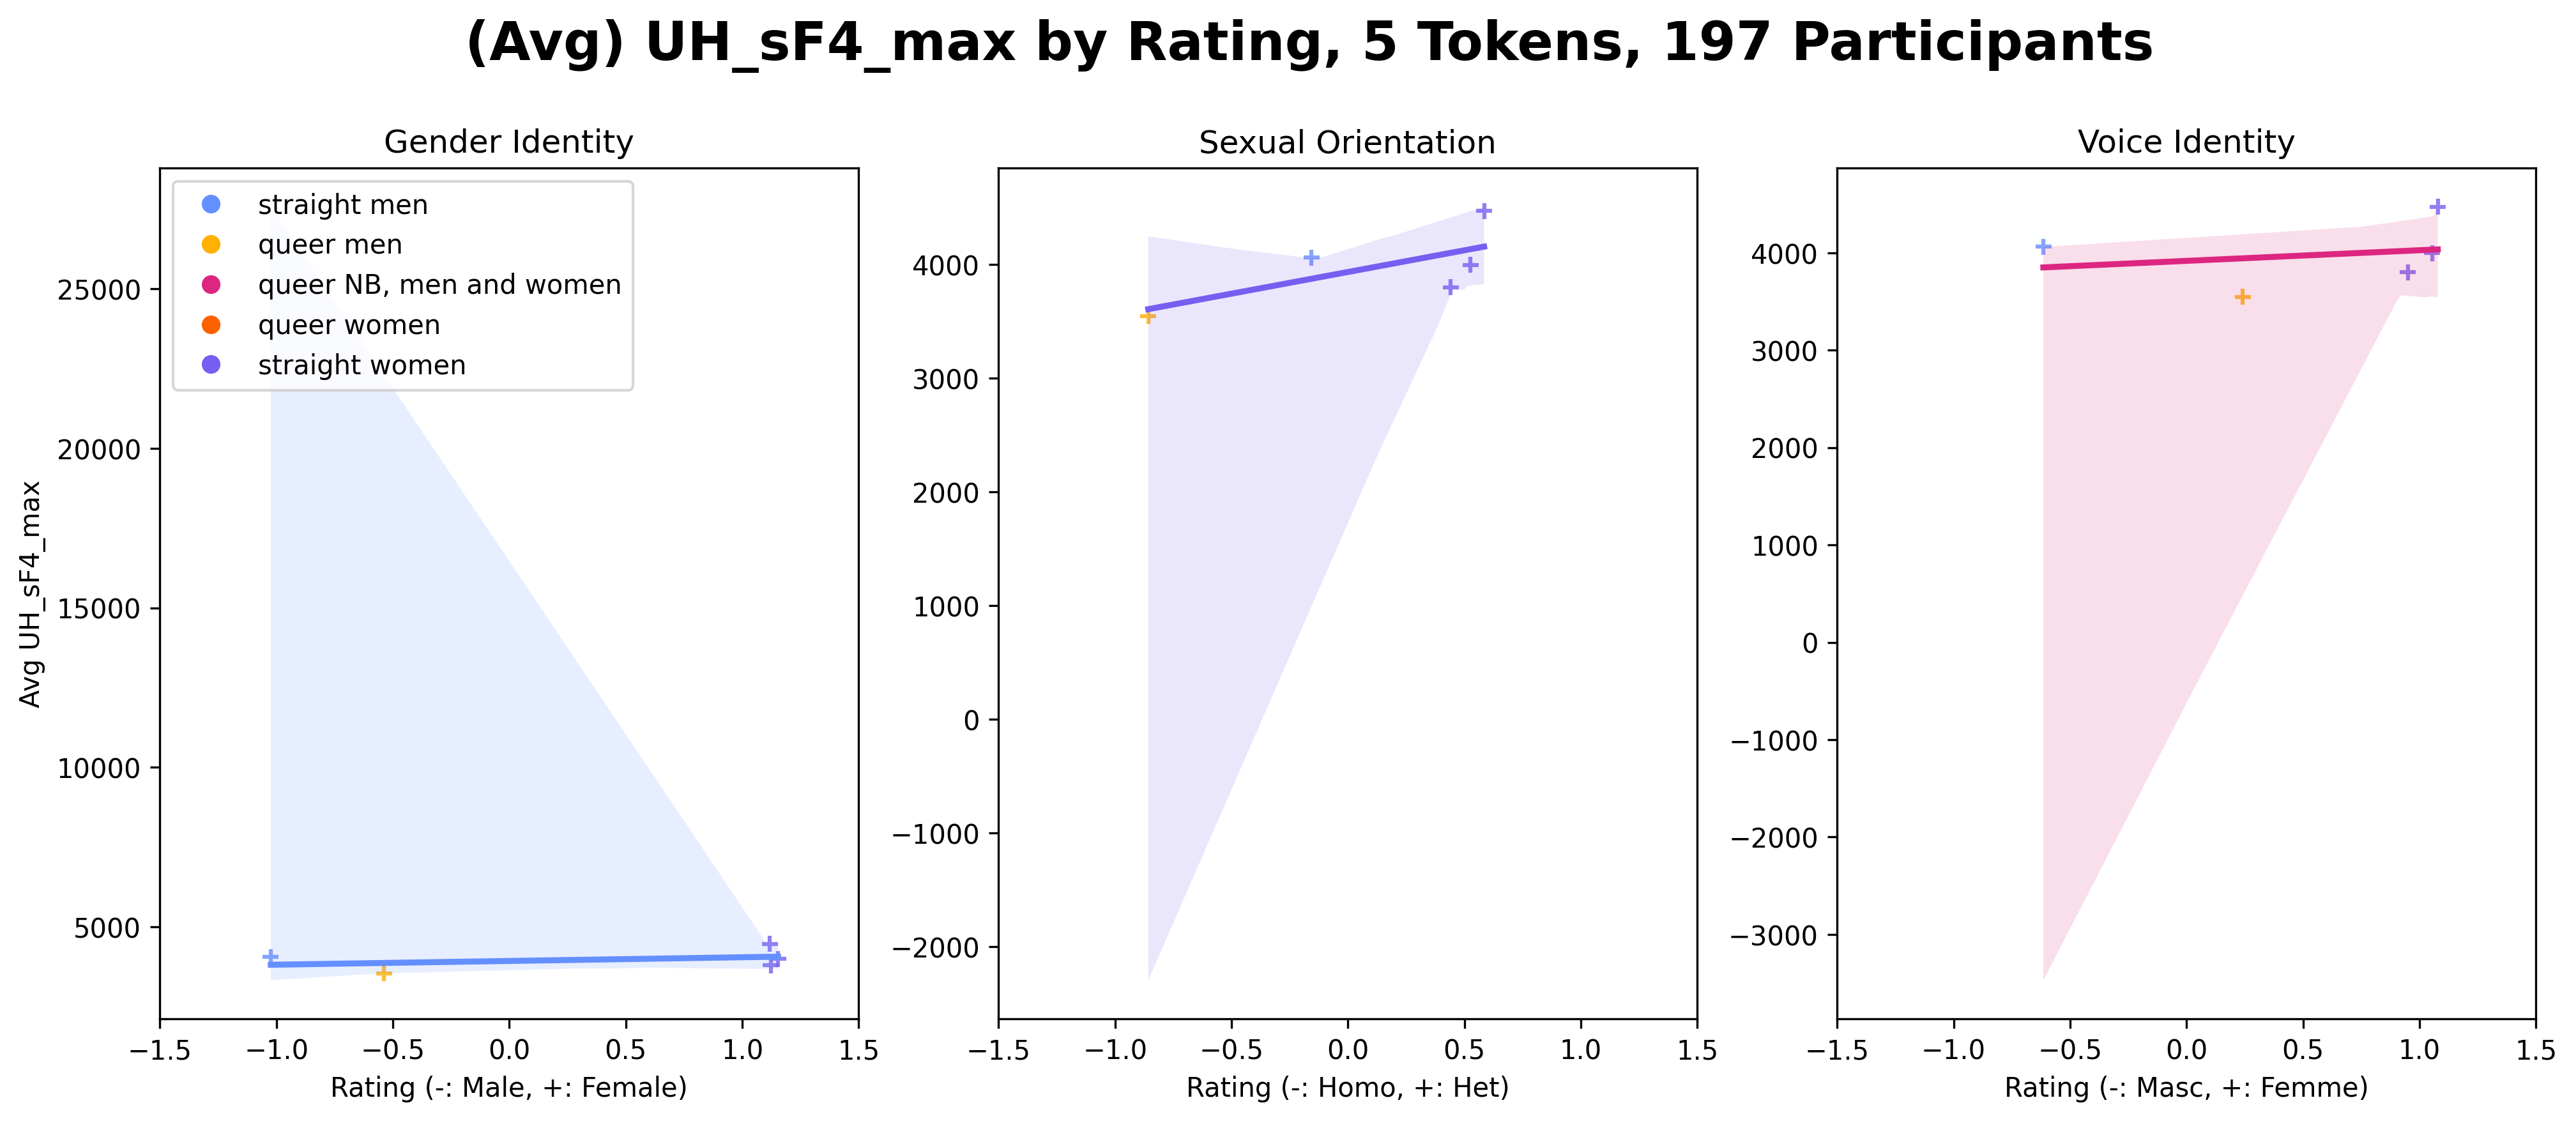 (Avg) UH_sF4_max by Rating, 5 Tokens, 197 Participants
Gender Identity
straight men
queer men
queer NB, men and women
queer women
straight women
Avg UH_sF4_max
25000
20000
15000
10000
5000
−1.5 −1.0 −0.5 0.0 0.5 1.0 1.5
Rating (-: Male, +: Female)
Sexual Orientation
4000
3000
2000
1000
0
−1000
−2000
−1.5 −1.0 −0.5 0.0 0.5 1.0 1.5
Rating (-: Homo, +: Het)
Voice Identity
4000
3000
2000
1000
0
−1000
−2000
−3000
−1.5 −1.0 −0.5 0.0 0.5 1.0 1.5
Rating (-: Masc, +: Femme)